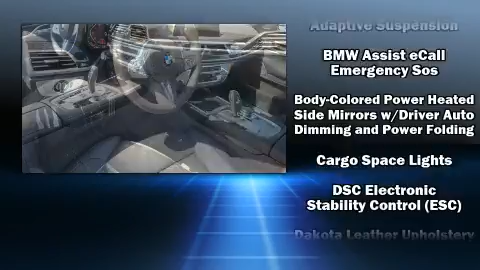 Adaptive Suspension
BMW Assist eCall
Emergency Sos
Body-Colored Power Heated
Side Mirrors w/Driver Auto
Dimming and Power Folding
Cargo Space Lights
DSC Electronic
Stability Control (ESC)
Dakota Leather Upholstery